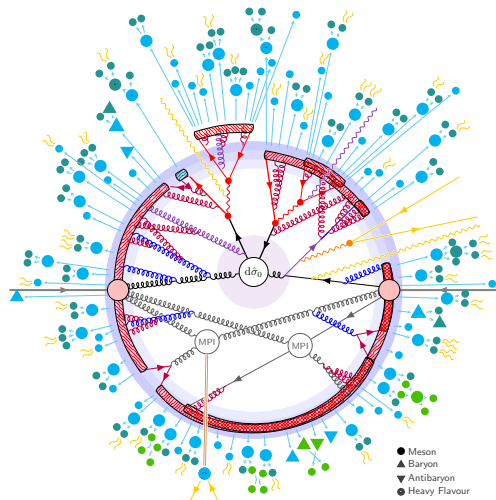 dσ̂₀
MPI
MPI
Meson
Baryon
Antibaryon
Heavy Flavour